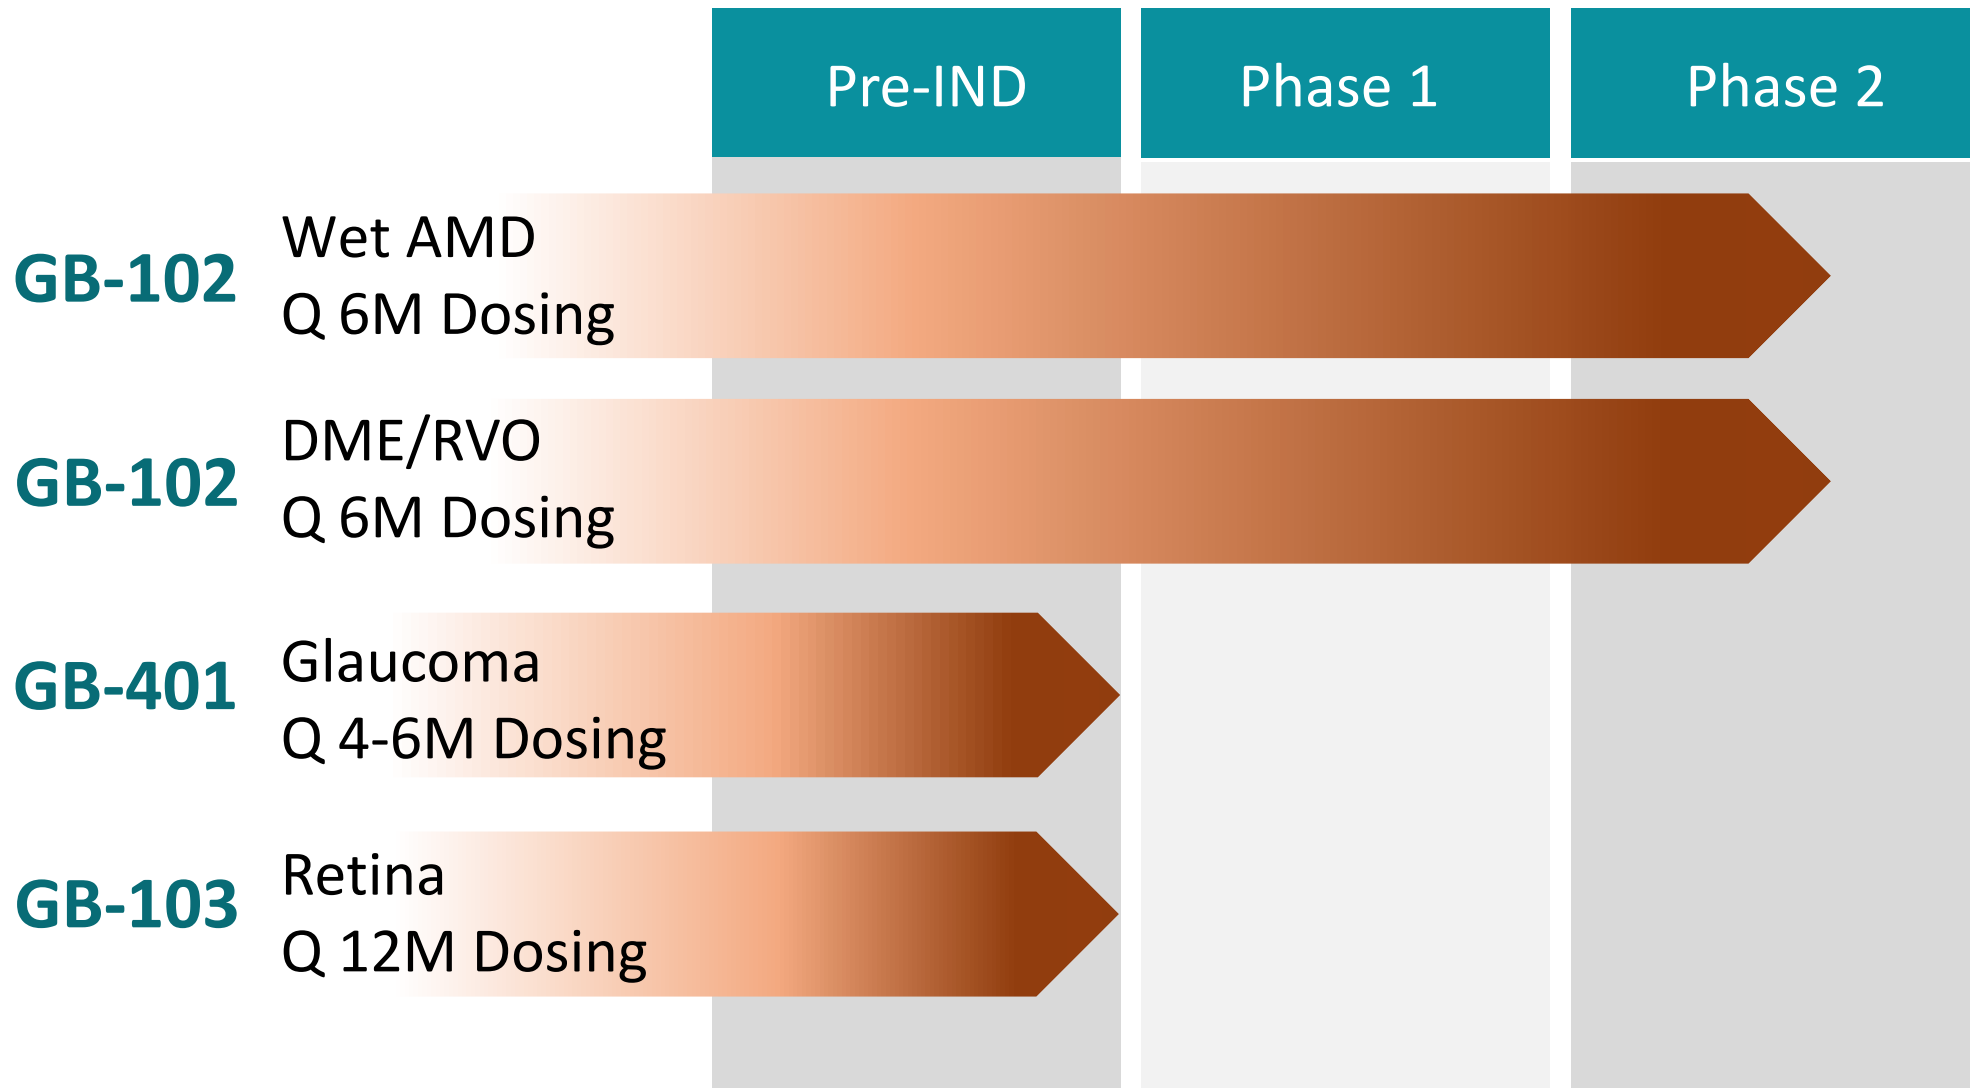 Pre-IND
Phase 1
Phase 2
GB-102
Wet AMD
Q 6M Dosing
GB-102
DME/RVO
Q 6M Dosing
GB-401
Glaucoma
Q 4-6M Dosing
GB-103
Retina
Q 12M Dosing